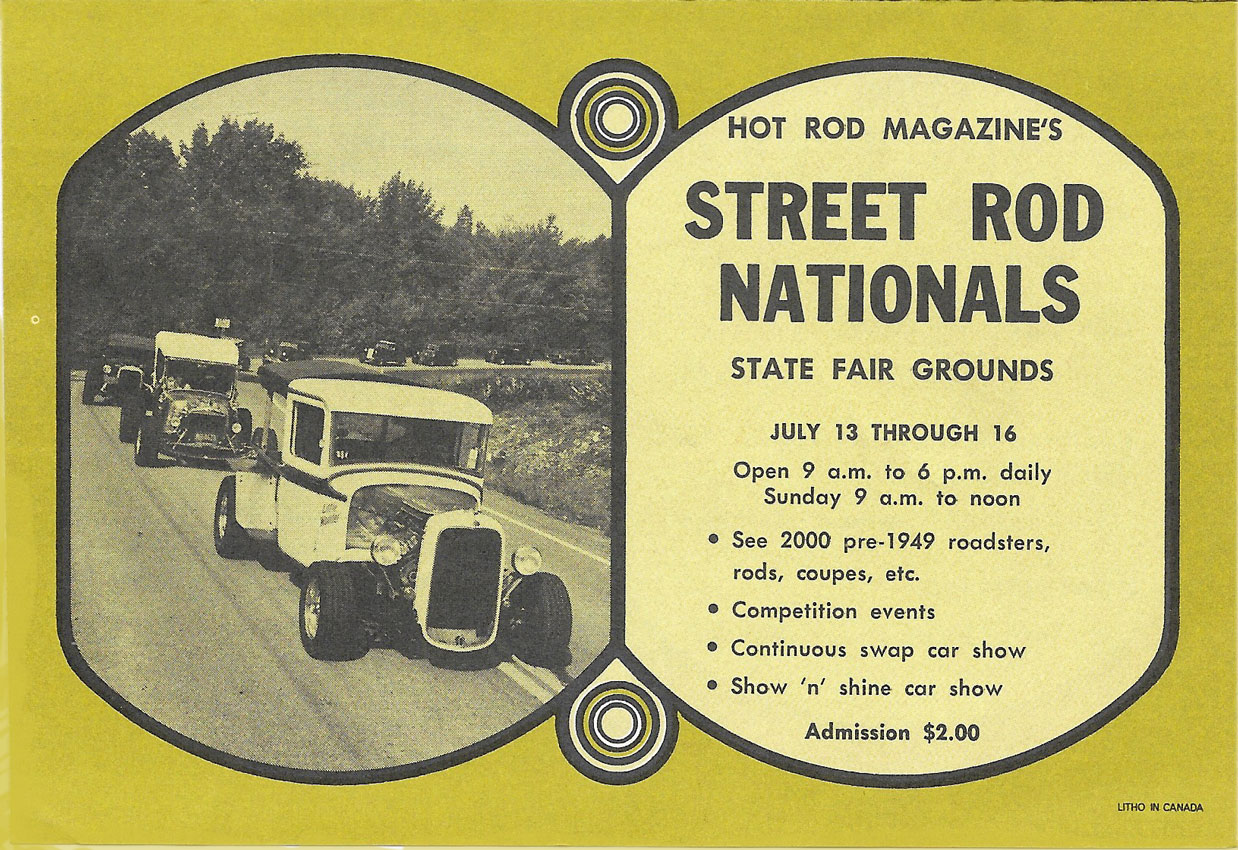 HOT ROD MAGAZINE'S
STREET ROD
NATIONALS
STATE FAIR GROUNDS
JULY 13 THROUGH 16
Open 9 a.m. to 6 p.m. daily
Sunday 9 a.m. to noon
• See 2000 pre-1949 roadsters,
rods, coupes, etc.
• Competition events
• Continuous swap car show
• Show 'n' shine car show
Admission $2.00
LITHO IN CANADA